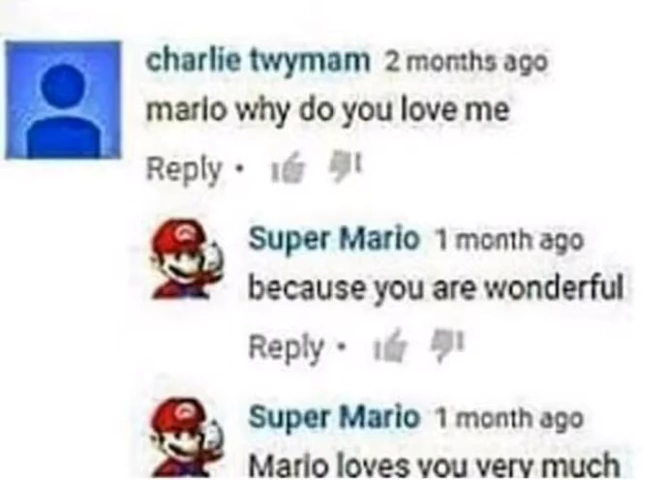 charlie twymam 2 months ago
mario why do you love me
Reply •
Super Mario 1 month ago
because you are wonderful
Reply •
Super Mario 1 month ago
Mario loves you very much